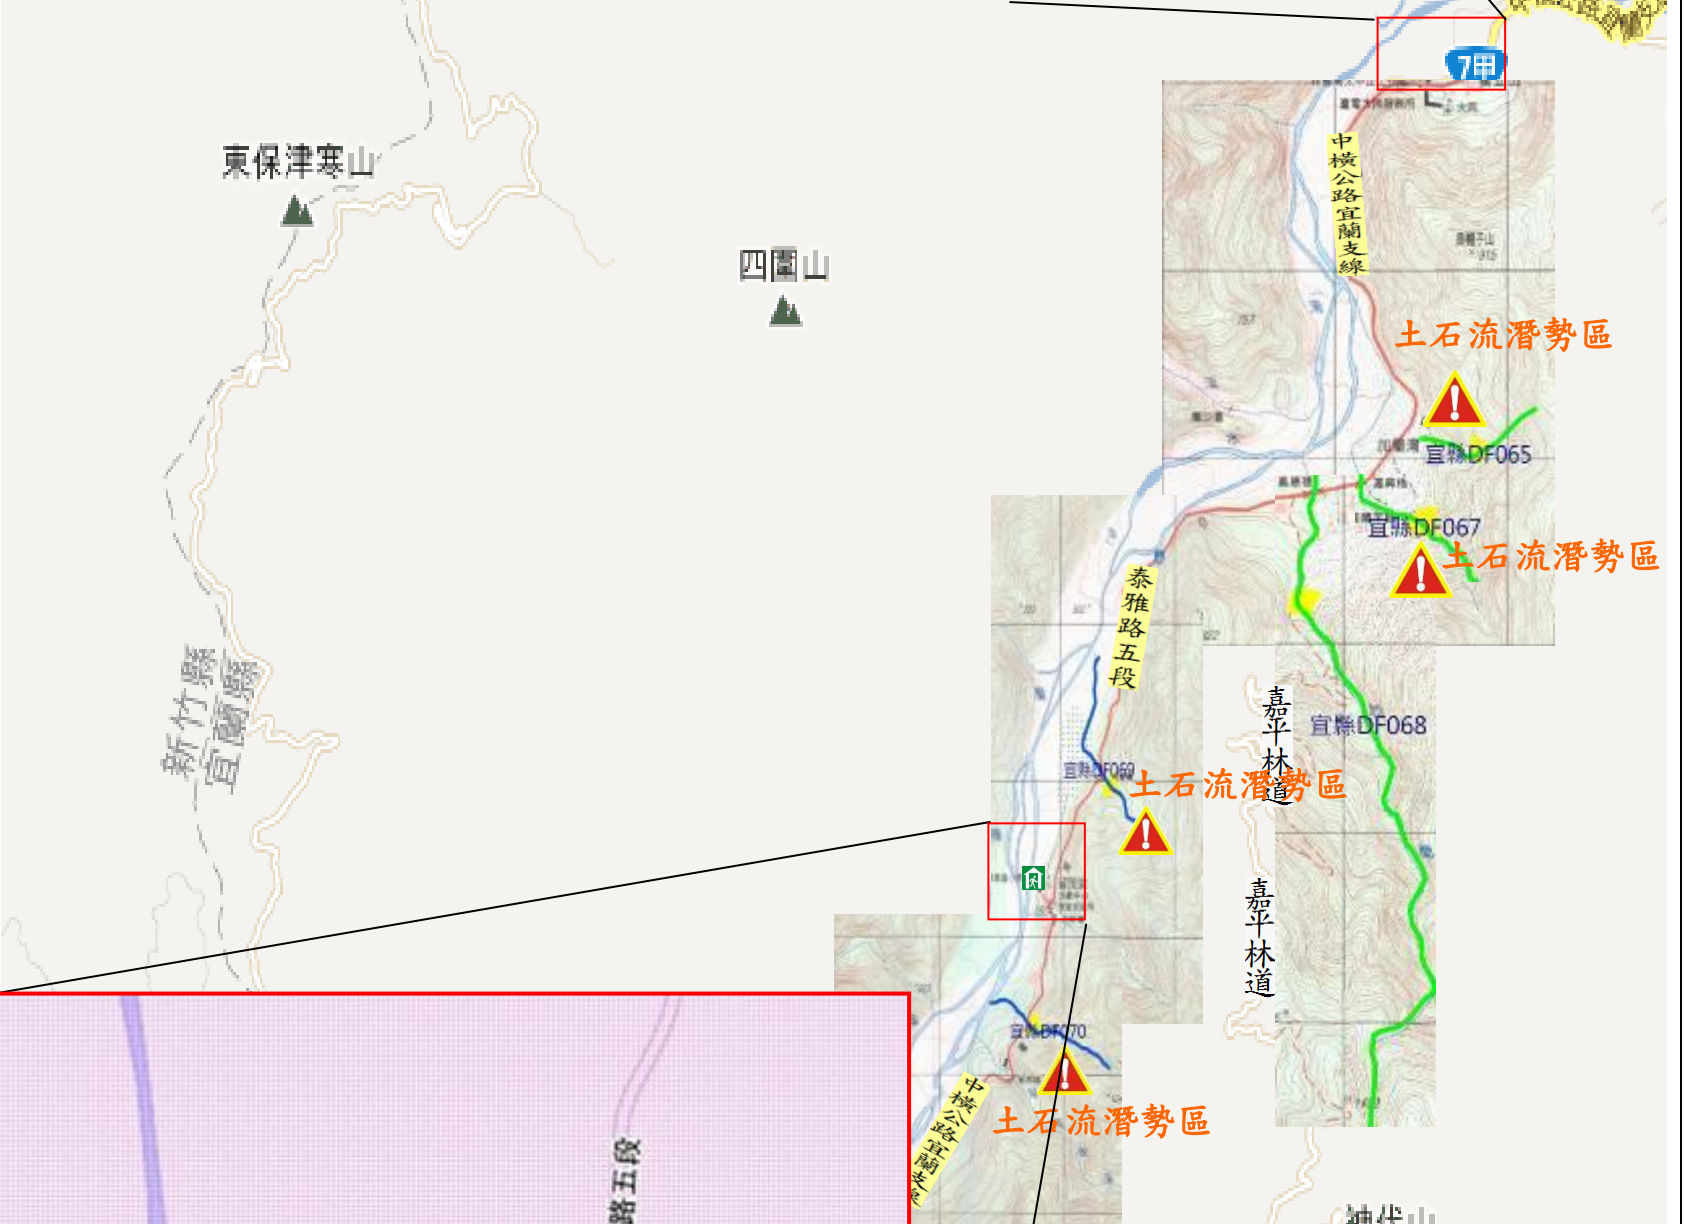 7甲
東保津寒山
中橫公路宜蘭支線
四圍山
土石流潛勢區
宜縣DF065
宜縣DF067
土石流潛勢區
泰雅路五段
新竹縣
宜蘭縣
嘉平林道
宜縣DF068
宜縣DF069
土石流潛勢區
嘉平林道
宜縣DF070
中橫公路宜蘭支線
土石流潛勢區
路五段